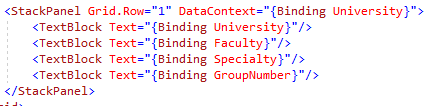 <StackPanel Grid.Row="1" DataContext="{Binding University}">
<TextBlock Text="{Binding University}"/>
<TextBlock Text="{Binding Faculty}"/>
<TextBlock Text="{Binding Specialty}"/>
<TextBlock Text="{Binding GroupNumber}"/>
</StackPanel>